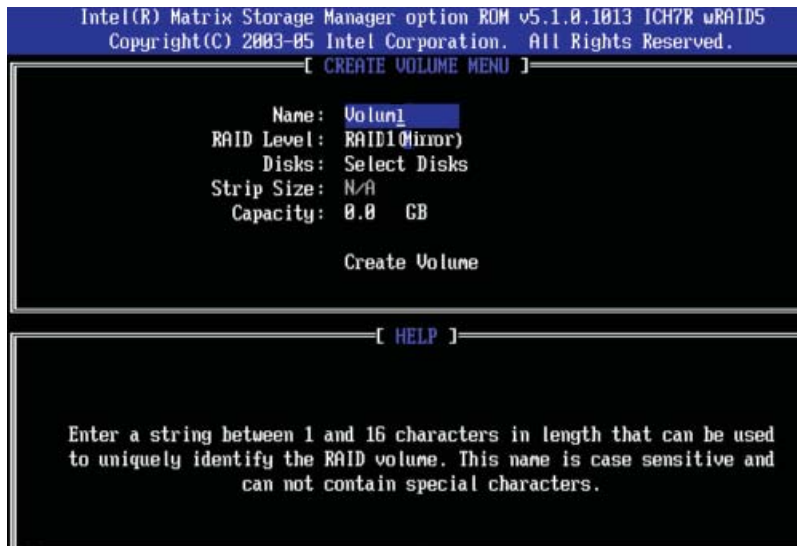 Intel(R) Matrix Storage Manager option ROM v5.1.0.1013 ICH7R wRAID5
Copyright(C) 2003-05 Intel Corporation. All Rights Reserved.
[ CREATE VOLUME MENU ]
Name: Volum1
RAID Level: RAID1(Mirror)
Disks: Select Disks
Strip Size: N/A
Capacity: 0.0 GB
Create Volume
[ HELP ]
Enter a string between 1 and 16 characters in length that can be used
to uniquely identify the RAID volume. This name is case sensitive and
can not contain special characters.